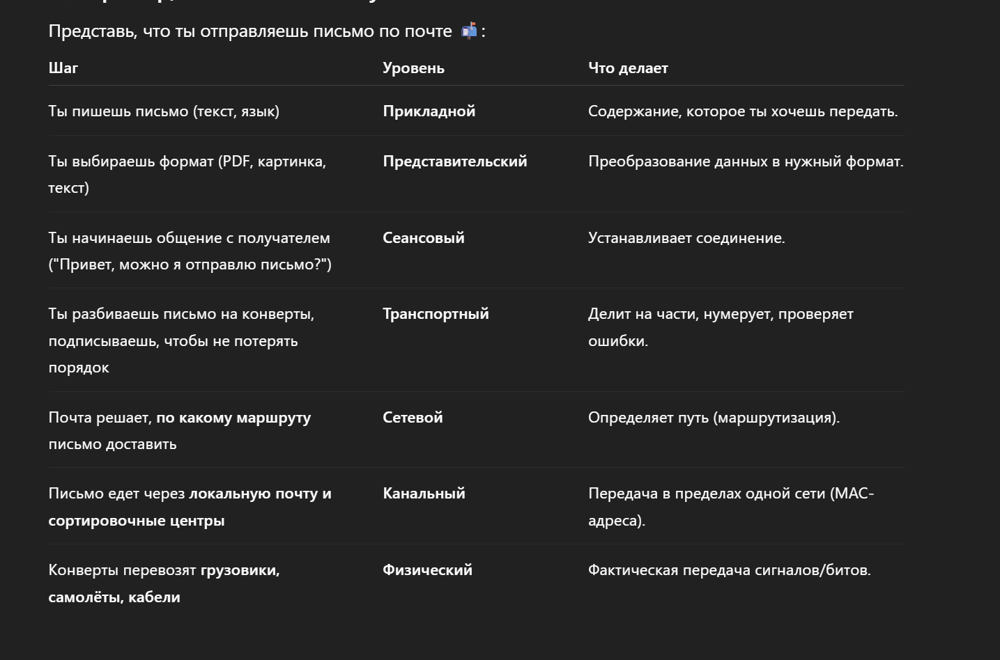 Представь, что ты отправляешь письмо по почте 📬:
Шаг Уровень Что делает
Ты пишешь письмо (текст, язык) Прикладной Содержание, которое ты хочешь передать.
Ты выбираешь формат (PDF, картинка, Представительский Преобразование данных в нужный формат.
текст)
Ты начинаешь общение с получателем Сеансовый Устанавливает соединение.
("Привет, можно я отправлю письмо?")
Ты разбиваешь письмо на конверты, Транспортный Делит на части, нумерует, проверяет
подписываешь, чтобы не потерять ошибки.
порядок
Почта решает, по какому маршруту Сетевой Определяет путь (маршрутизация).
письмо доставить
Письмо едет через локальную почту и Канальный Передача в пределах одной сети (MAC-
сортировочные центры адреса).
Конверты перевозят грузовики, Физический Фактическая передача сигналов/битов.
самолёты, кабели